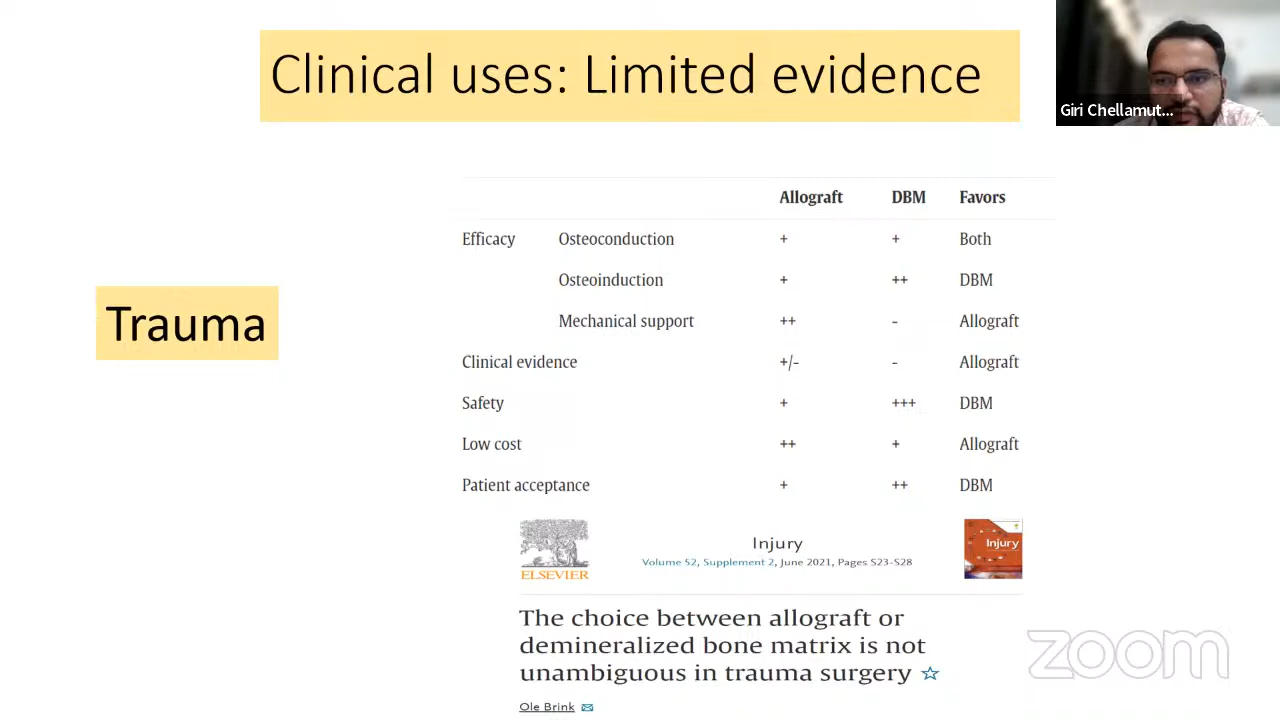 Clinical uses: Limited evidence
Giri Chellamut...
Allograft DBM Favors
Efficacy Osteoconduction + + Both
Osteoinduction + ++ DBM
Mechanical support ++ - Allograft
Clinical evidence +/- - Allograft
Safety + +++ DBM
Low cost ++ + Allograft
Patient acceptance + ++ DBM
Trauma
ELSEVIER
Injury
Volume 52, Supplement 2, June 2021, Pages S23-S28
Injury
The choice between allograft or
demineralized bone matrix is not
unambiguous in trauma surgery ☆
Ole Brink
zoom